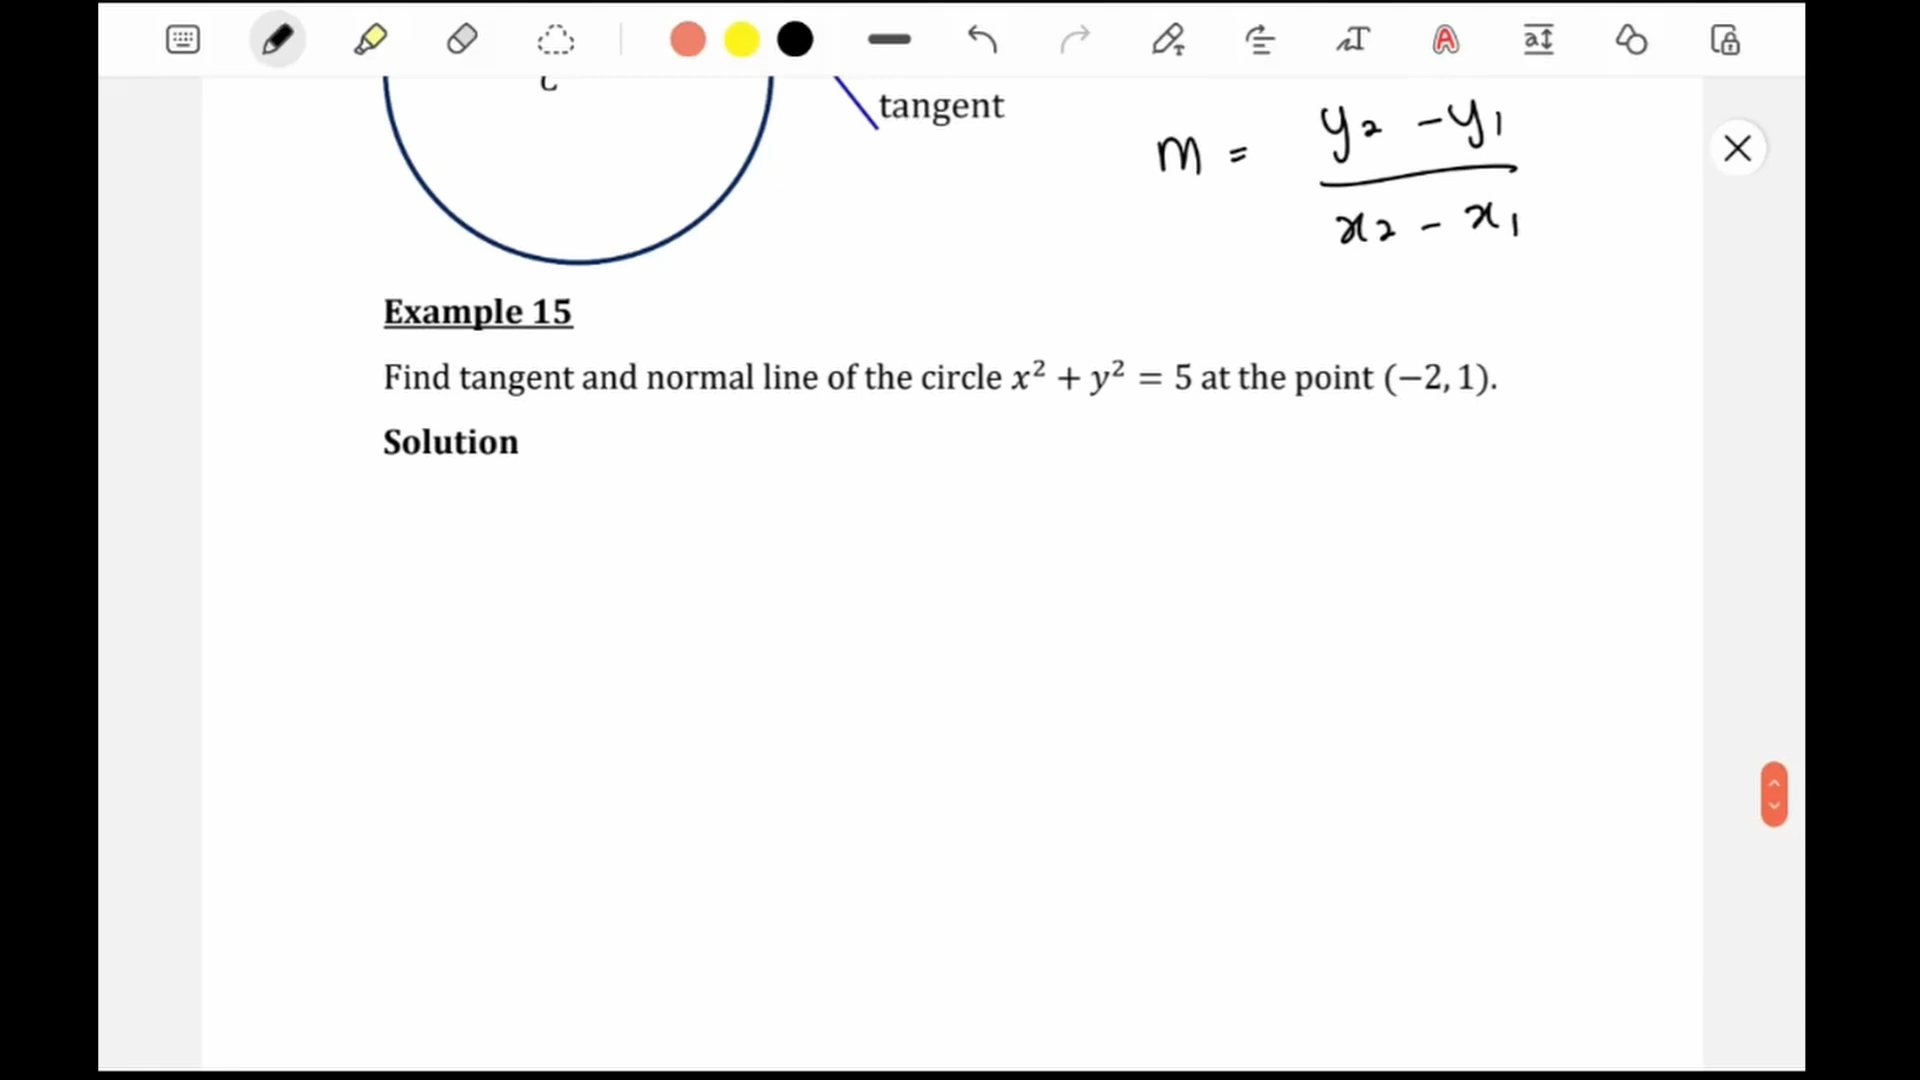 C
tangent
m = y₂ - y₁ / x₂ - x₁
Example 15
Find tangent and normal line of the circle x² + y² = 5 at the point (−2, 1).
Solution